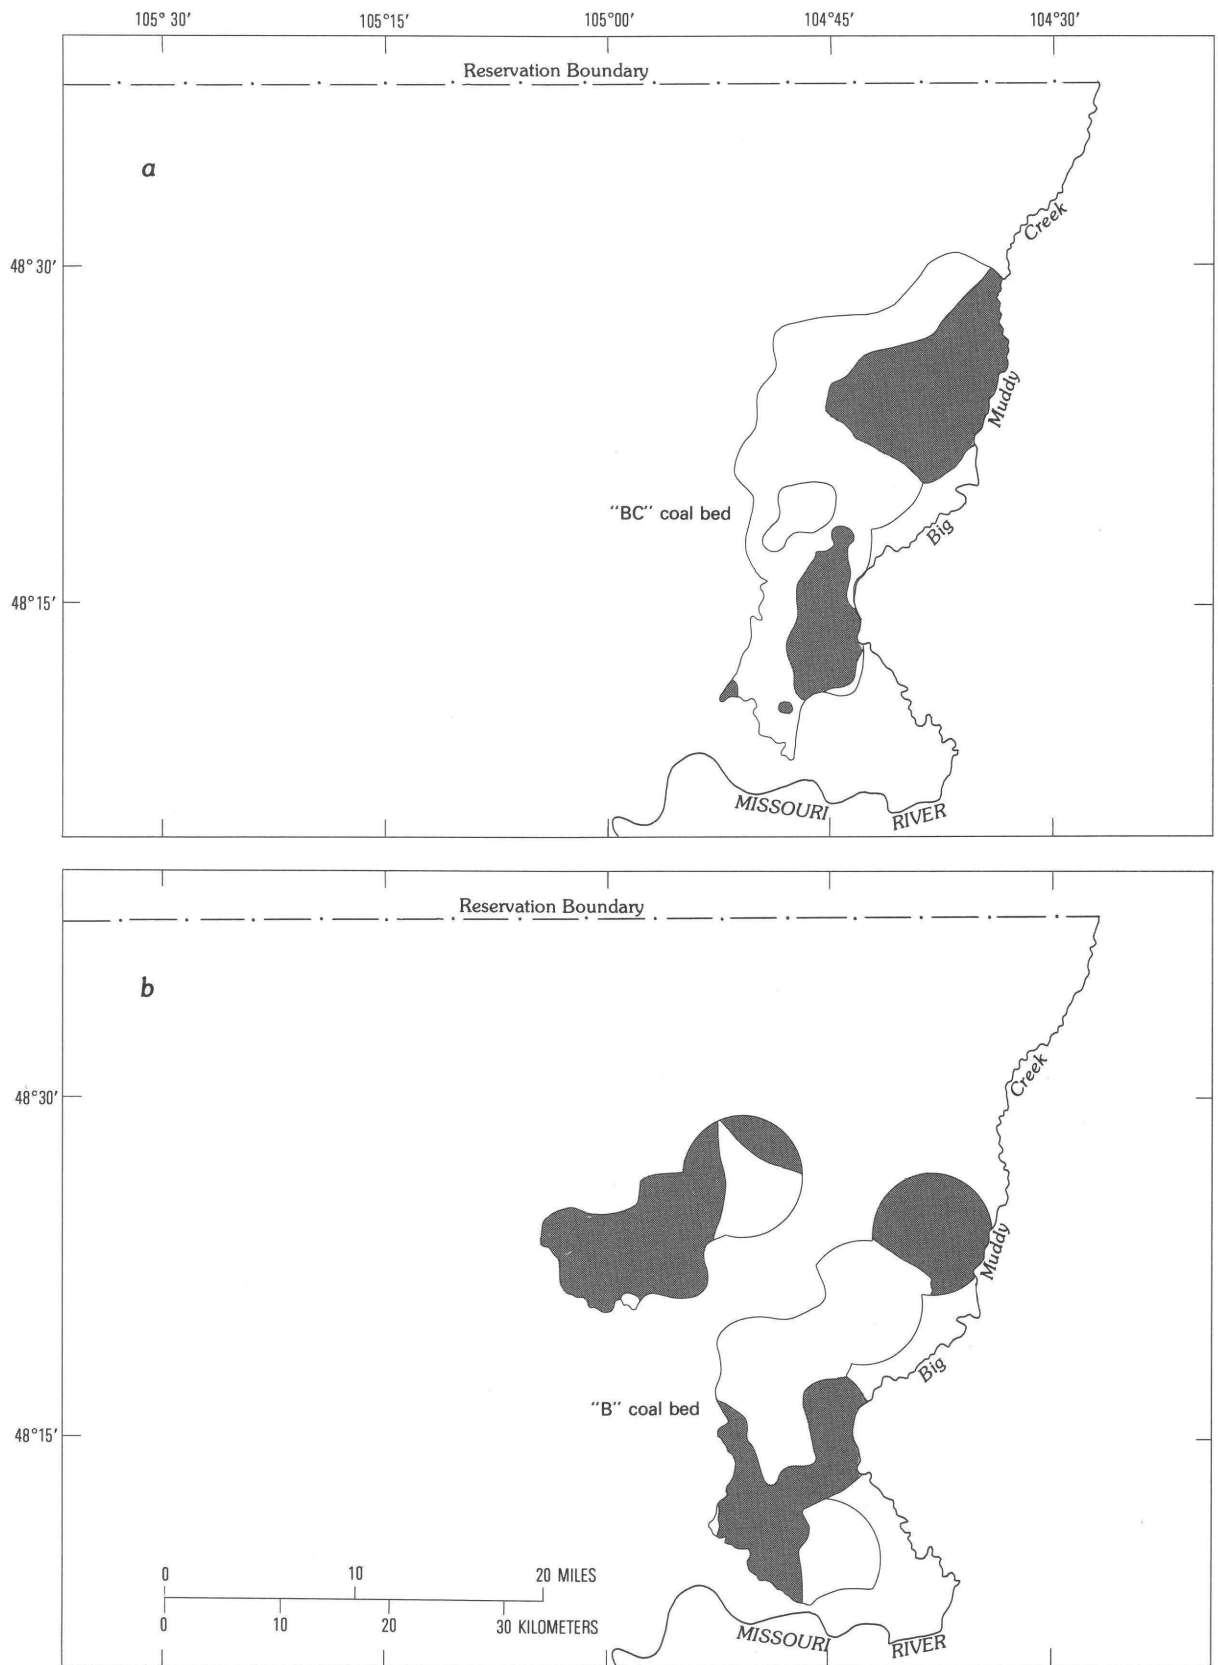 105° 30′ 105°15′ 105°00′ 104°45′ 104°30′
Reservation Boundary
a
Creek
48°30′
Muddy
"BC" coal bed
Big
48°15′
MISSOURI RIVER
Reservation Boundary
b
Creek
48°30′
Muddy
Big
"B" coal bed
48°15′
0 10 20 MILES
0 10 20 30 KILOMETERS
MISSOURI RIVER